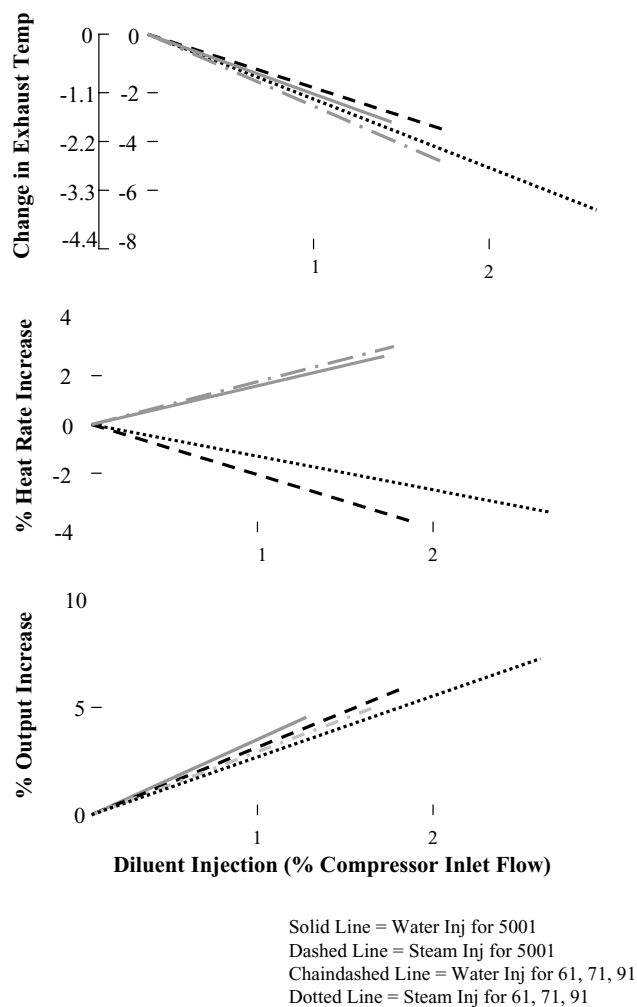 Change in Exhaust Temp
0 0
-1.1 -2
-2.2 -4
-3.3 -6
-4.4 -8
1 2
% Heat Rate Increase
4
2
0
-2
-4
1 2
% Output Increase
10
5
0
1 2
Diluent Injection (% Compressor Inlet Flow)
Solid Line = Water Inj for 5001
Dashed Line = Steam Inj for 5001
Chaindashed Line = Water Inj for 61, 71, 91
Dotted Line = Steam Inj for 61, 71, 91